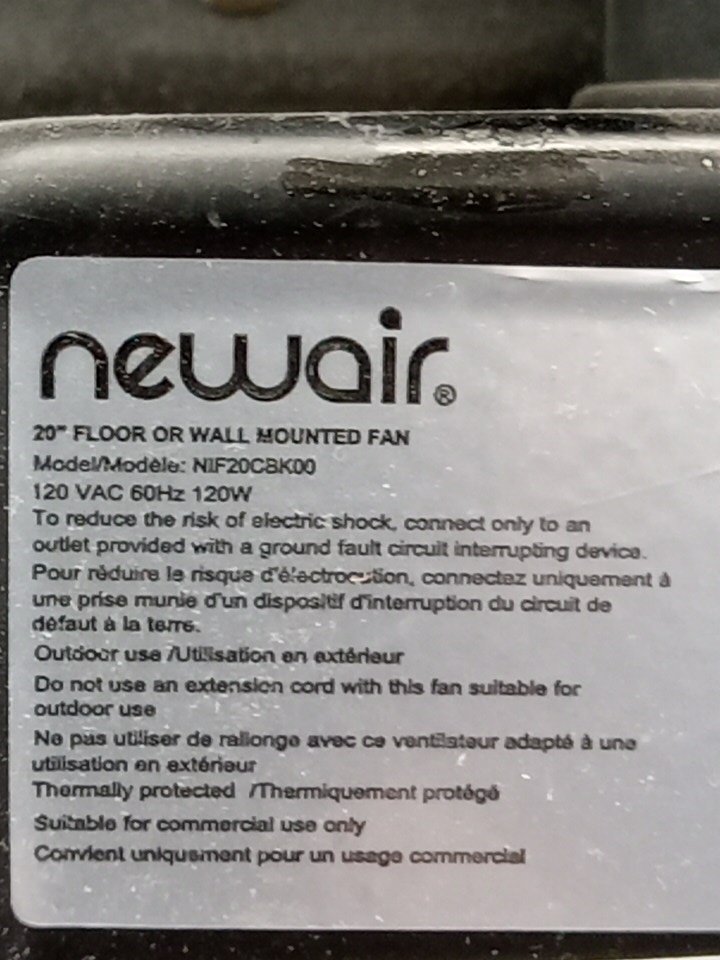 newair®
20" FLOOR OR WALL MOUNTED FAN
Model/Modèle: NIF20CBK00
120 VAC 60Hz 120W
To reduce the risk of electric shock, connect only to an
outlet provided with a ground fault circuit interrupting device.
Pour réduire le risque d'électrocution, connectez uniquement à
une prise munie d'un dispositif d'interruption du circuit de
défaut à la terre.
Outdoor use /Utilisation en extérieur
Do not use an extension cord with this fan suitable for
outdoor use
Ne pas utiliser de rallonge avec ce ventilateur adapté à une
utilisation en extérieur
Thermally protected /Thermiquement protégé
Suitable for commercial use only
Convient uniquement pour un usage commercial